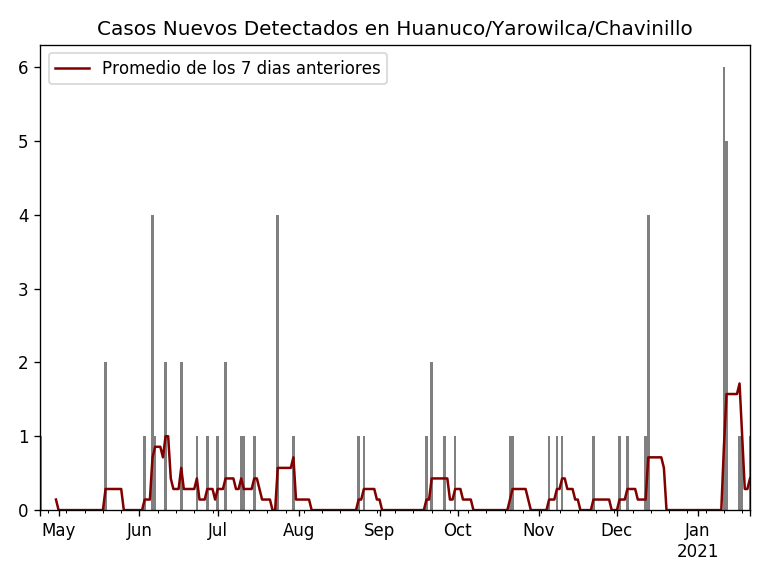 Casos Nuevos Detectados en Huanuco/Yarowilca/Chavinillo
Promedio de los 7 dias anteriores
6
5
4
3
2
1
0
May Jun Jul Aug Sep Oct Nov Dec Jan
2021